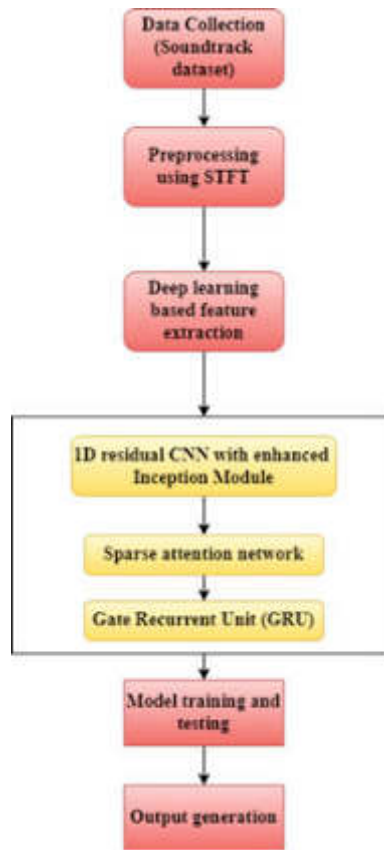 Data Collection
(Soundtrack
dataset)
Preprocessing
using STFT
Deep learning
based feature
extraction
1D residual CNN with enhanced
Inception Module
Sparse attention network
Gate Recurrent Unit (GRU)
Model training and
testing
Output generation